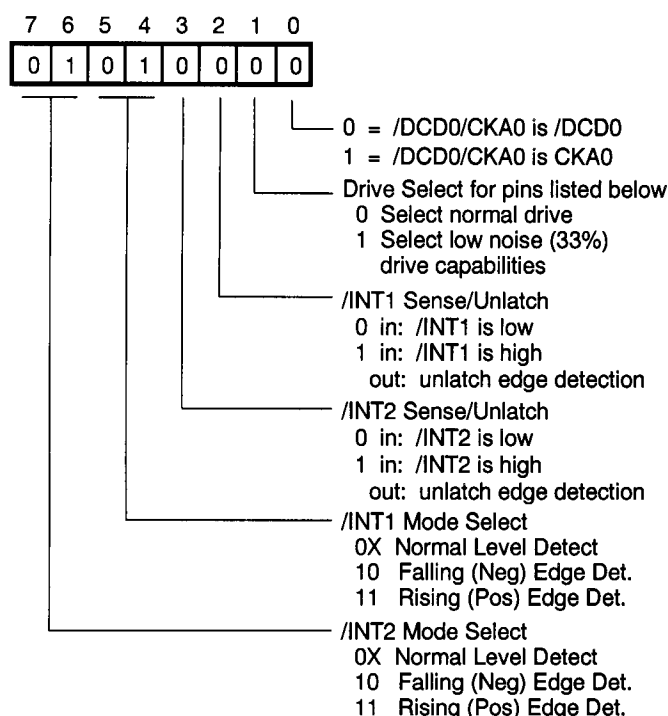 7 6 5 4 3 2 1 0
0 1 0 1 0 0 0 0
0 = /DCD0/CKA0 is /DCD0
1 = /DCD0/CKA0 is CKA0
Drive Select for pins listed below
0 Select normal drive
1 Select low noise (33%)
drive capabilities
/INT1 Sense/Unlatch
0 in: /INT1 is low
1 in: /INT1 is high
out: unlatch edge detection
/INT2 Sense/Unlatch
0 in: /INT2 is low
1 in: /INT2 is high
out: unlatch edge detection
/INT1 Mode Select
0X Normal Level Detect
10 Falling (Neg) Edge Det.
11 Rising (Pos) Edge Det.
/INT2 Mode Select
0X Normal Level Detect
10 Falling (Neg) Edge Det.
11 Rising (Pos) Edge Det.